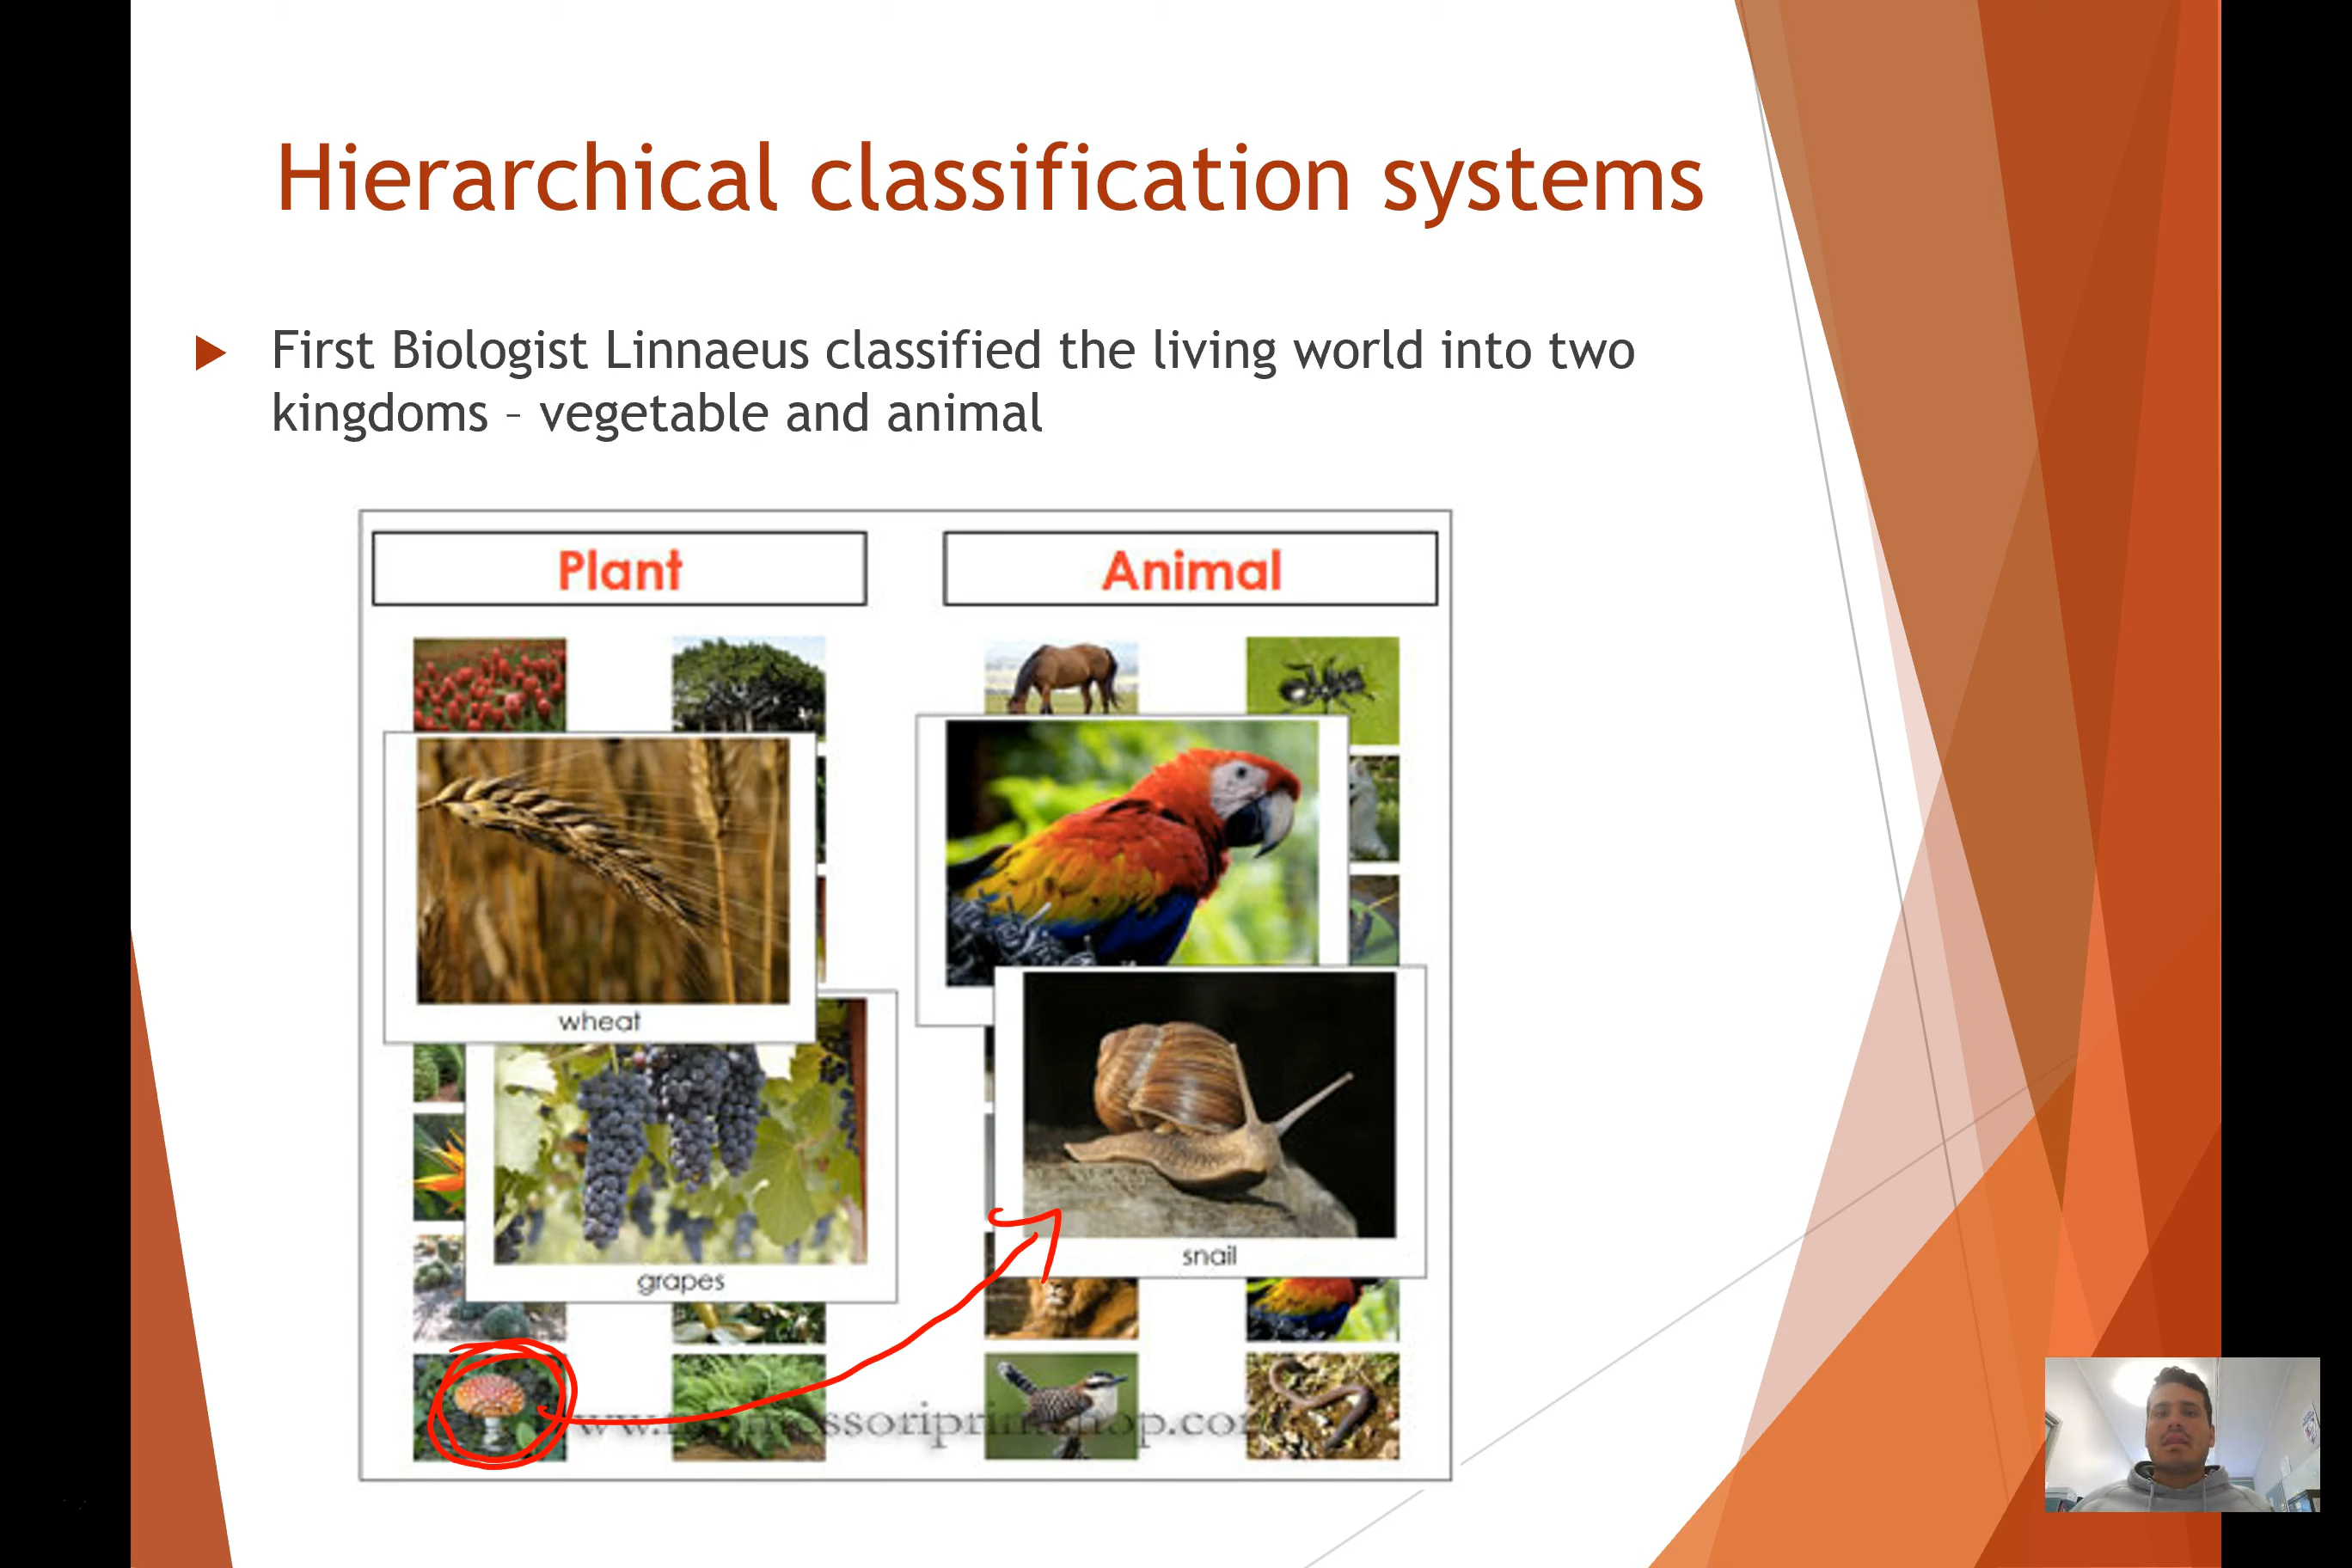 Hierarchical classification systems
First Biologist Linnaeus classified the living world into two
kingdoms – vegetable and animal
Plant
Animal
wheat
grapes
snail